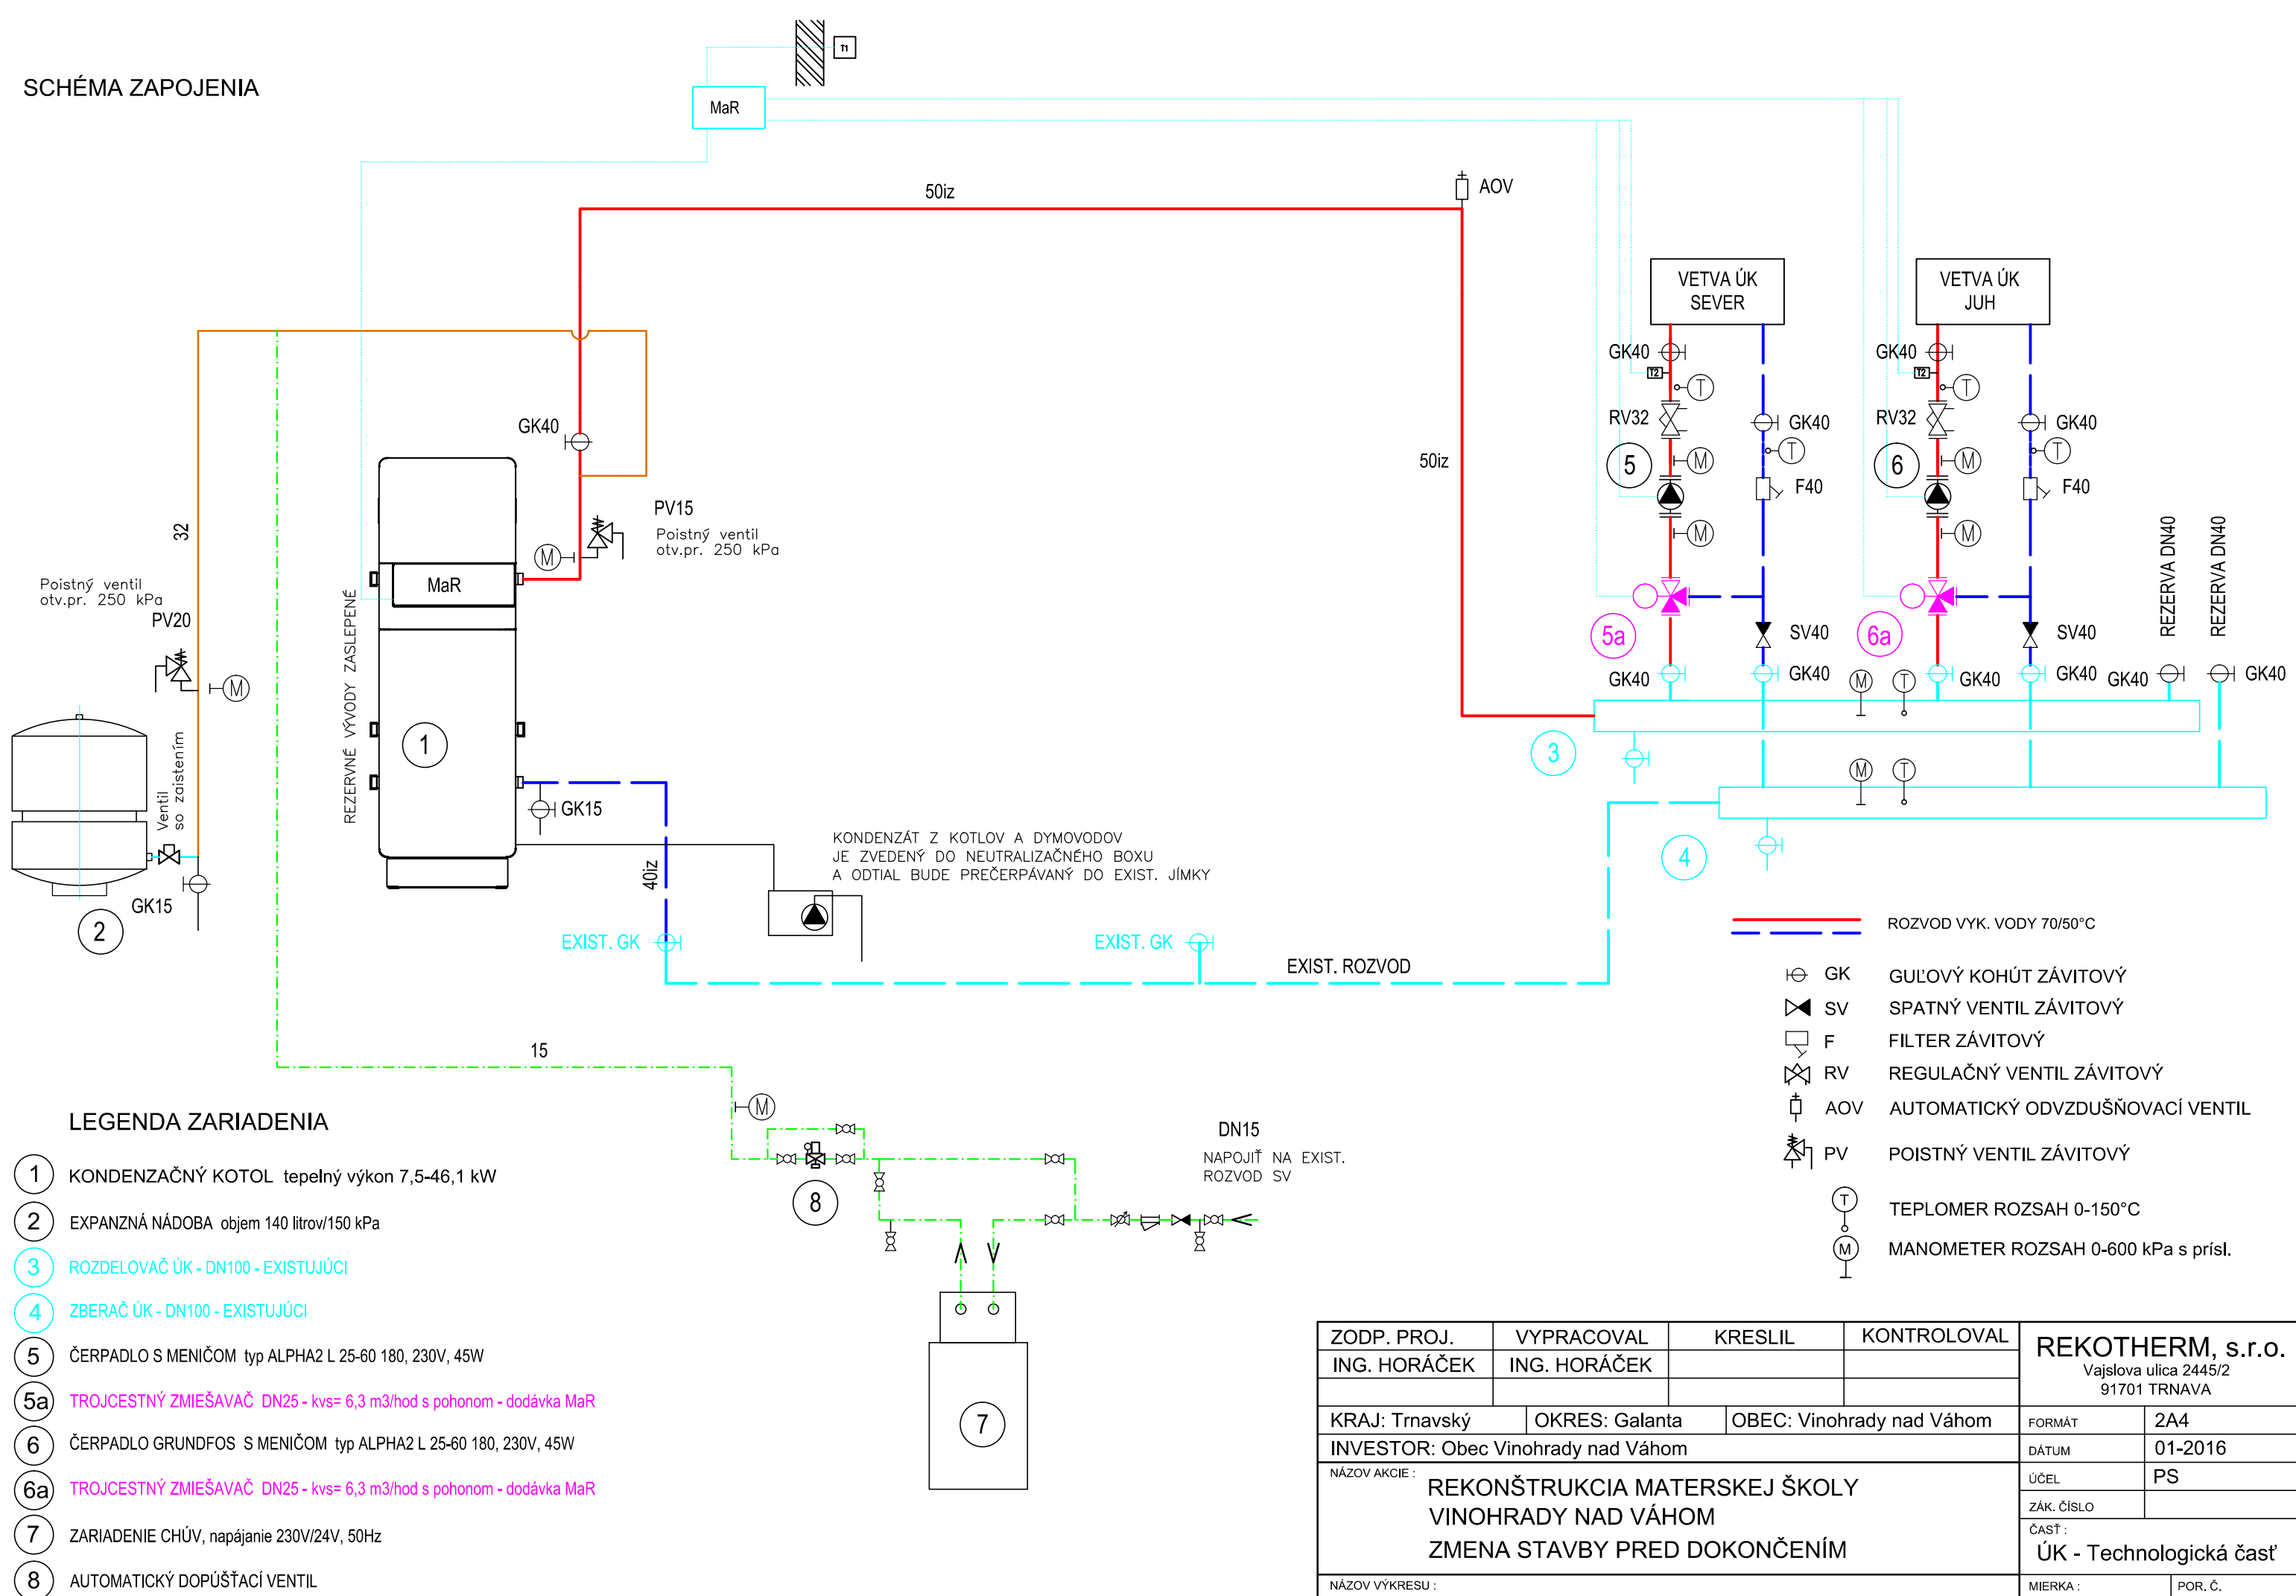 SCHÉMA ZAPOJENIA
T1
MaR
50iz
AOV
VETVA ÚK
SEVER
VETVA ÚK
JUH
GK40
GK40
T2
T
T2
T
RV32
GK40
RV32
GK40
T
T
5
M
6
M
F40
F40
M
M
50iz
REZERVA DN40
REZERVA DN40
5a
SV40
6a
SV40
GK40
GK40
M
T
GK40
GK40
GK40
GK40
3
M
T
4
GK40
PV15
Poistný ventil
otv.pr. 250 kPa
M
MaR
32
Poistný ventil
otv.pr. 250 kPa
PV20
M
REZERVNÉ VÝVODY ZASLEPENÉ
1
Ventil
so zaistením
GK15
2
GK15
40iz
KONDENZÁT Z KOTLOV A DYMOVODOV
JE ZVEDENÝ DO NEUTRALIZAČNÉHO BOXU
A ODTIAL BUDE PREČERPÁVANÝ DO EXIST. JÍMKY
EXIST. GK
EXIST. GK
EXIST. ROZVOD
ROZVOD VYK. VODY 70/50°C
GK GUĽOVÝ KOHÚT ZÁVITOVÝ
SV SPATNÝ VENTIL ZÁVITOVÝ
F FILTER ZÁVITOVÝ
RV REGULAČNÝ VENTIL ZÁVITOVÝ
AOV AUTOMATICKÝ ODVZDUŠŇOVACÍ VENTIL
PV POISTNÝ VENTIL ZÁVITOVÝ
T TEPLOMER ROZSAH 0-150°C
M MANOMETER ROZSAH 0-600 kPa s prísl.
15
M
8
DN15
NAPOJIŤ NA EXIST.
ROZVOD SV
7
LEGENDA ZARIADENIA
1 KONDENZAČNÝ KOTOL tepelný výkon 7,5-46,1 kW
2 EXPANZNÁ NÁDOBA objem 140 litrov/150 kPa
3 ROZDELOVAČ ÚK - DN100 - EXISTUJÚCI
4 ZBERAČ ÚK - DN100 - EXISTUJÚCI
5 ČERPADLO S MENIČOM typ ALPHA2 L 25-60 180, 230V, 45W
5a TROJCESTNÝ ZMIEŠAVAČ DN25 - kvs= 6,3 m3/hod s pohonom - dodávka MaR
6 ČERPADLO GRUNDFOS S MENIČOM typ ALPHA2 L 25-60 180, 230V, 45W
6a TROJCESTNÝ ZMIEŠAVAČ DN25 - kvs= 6,3 m3/hod s pohonom - dodávka MaR
7 ZARIADENIE CHÚV, napájanie 230V/24V, 50Hz
8 AUTOMATICKÝ DOPÚŠŤACÍ VENTIL
ZODP. PROJ. VYPRACOVAL KRESLIL KONTROLOVAL
ING. HORÁČEK ING. HORÁČEK
REKOTHERM, s.r.o.
Vajslova ulica 2445/2
91701 TRNAVA
KRAJ: Trnavský OKRES: Galanta OBEC: Vinohrady nad Váhom
INVESTOR: Obec Vinohrady nad Váhom
NÁZOV AKCIE :
REKONŠTRUKCIA MATERSKEJ ŠKOLY
VINOHRADY NAD VÁHOM
ZMENA STAVBY PRED DOKONČENÍM
NÁZOV VÝKRESU :
FORMÁT 2A4
DÁTUM 01-2016
ÚČEL PS
ZÁK. ČÍSLO
ČASŤ :
ÚK - Technologická časť
MIERKA : POR. Č.